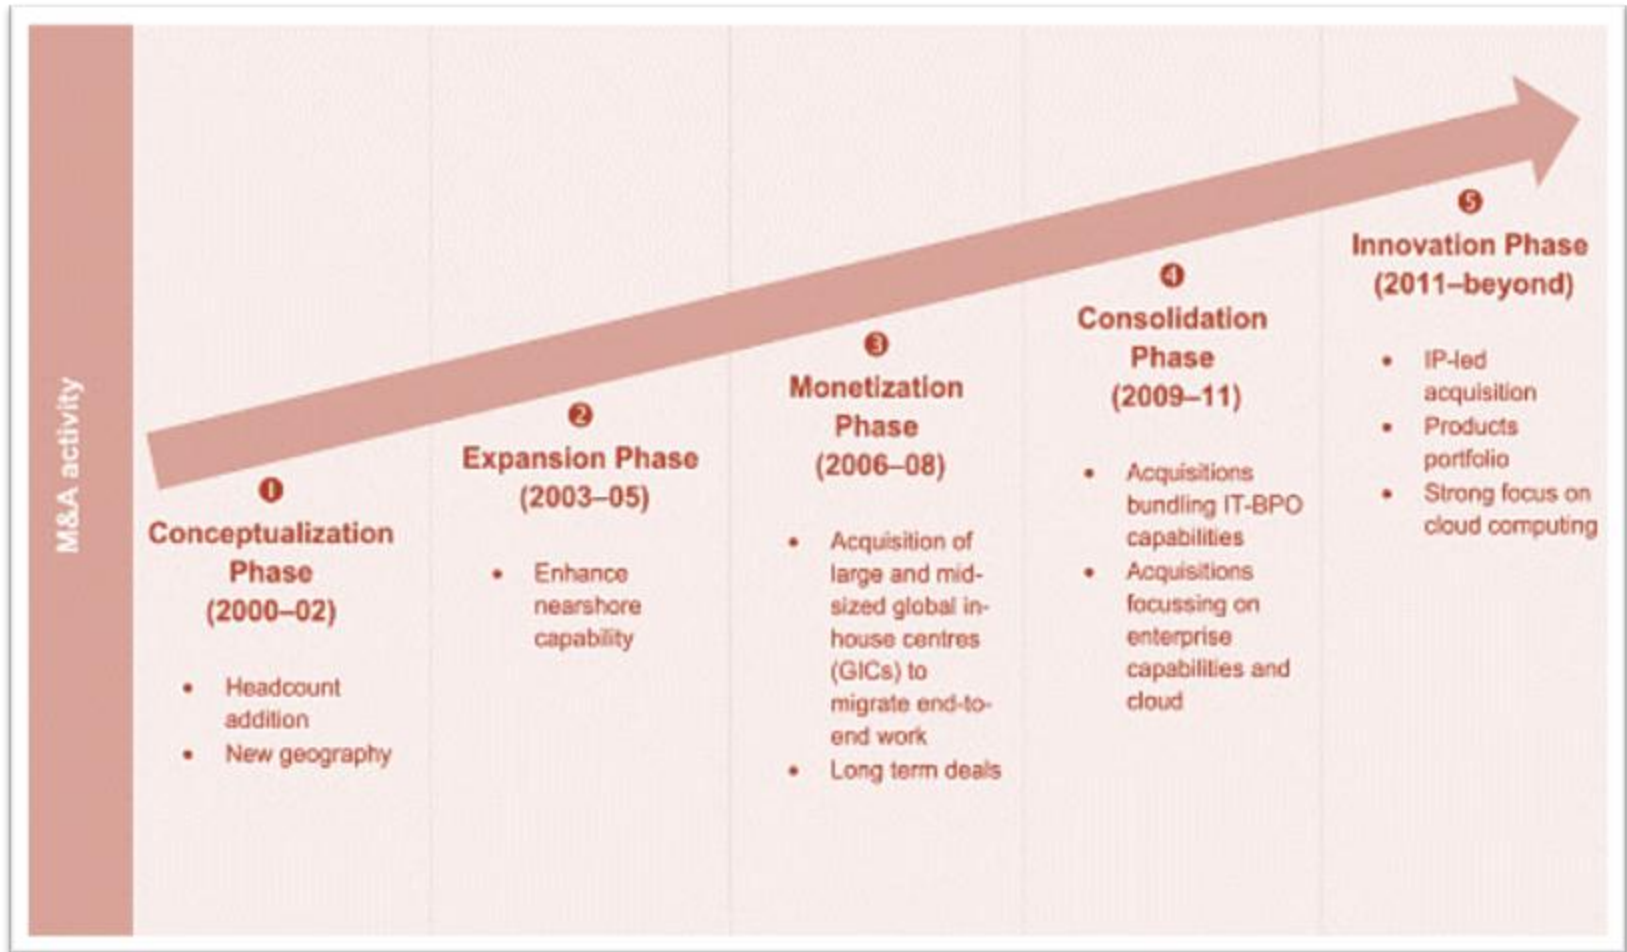 M&A activity
❶
Conceptualization
Phase
(2000–02)
• Headcount
addition
• New geography
❷
Expansion Phase
(2003–05)
• Enhance
nearshore
capability
❸
Monetization
Phase
(2006–08)
• Acquisition of
large and mid-
sized global in-
house centres
(GICs) to
migrate end-to-
end work
• Long term deals
❹
Consolidation
Phase
(2009–11)
• Acquisitions
bundling IT-BPO
capabilities
• Acquisitions
focussing on
enterprise
capabilities and
cloud
❺
Innovation Phase
(2011–beyond)
• IP-led
acquisition
• Products
portfolio
• Strong focus on
cloud computing